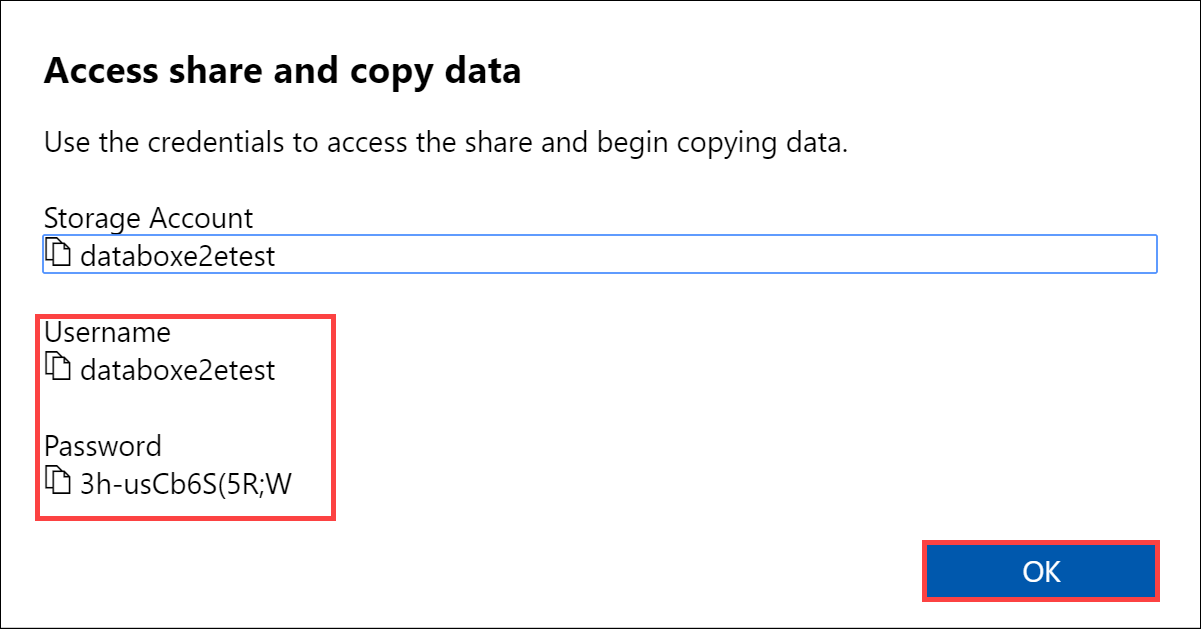 Access share and copy data
Use the credentials to access the share and begin copying data.
Storage Account
databoxe2etest
Username
databoxe2etest
Password
3h-usCb6S(5R;W
OK